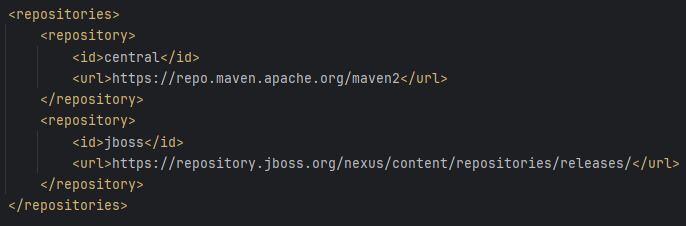 <repositories>
    <repository>
        <id>central</id>
        <url>https://repo.maven.apache.org/maven2</url>
    </repository>
    <repository>
        <id>jboss</id>
        <url>https://repository.jboss.org/nexus/content/repositories/releases/</url>
    </repository>
</repositories>